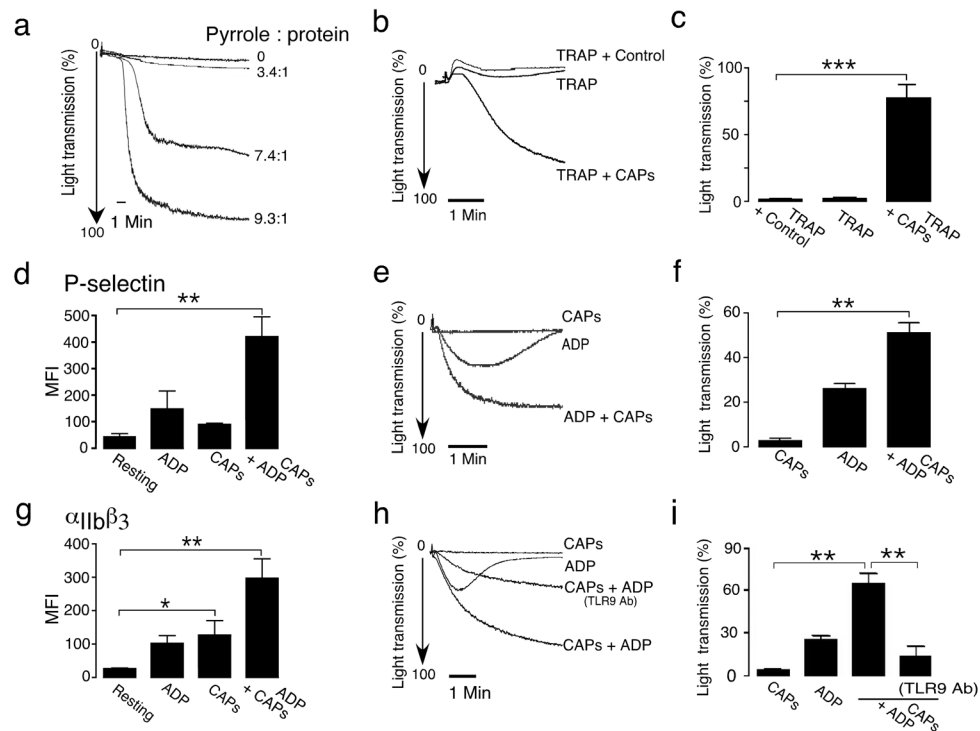 a
Pyrrole : protein
0
Light transmission (%)
100
1 Min
0
3.4:1
7.4:1
9.3:1
b
0
Light transmission (%)
100
1 Min
TRAP + Control
TRAP
TRAP + CAPs
c
Light transmission (%)
100
50
0
***
TRAP
+ Control
TRAP
TRAP
+ CAPs
d
P-selectin
MFI
500
400
300
200
100
0
**
Resting
ADP
CAPs
CAPs
+ ADP
e
0
Light transmission (%)
100
1 Min
CAPs
ADP
ADP + CAPs
f
Light transmission (%)
60
40
20
0
**
CAPs
ADP
CAPs
+ ADP
g
αIIbβ3
MFI
400
300
200
100
0
**
*
Resting
ADP
CAPs
ADP
+ CAPs
h
0
Light transmission (%)
100
1 Min
CAPs
ADP
CAPs + ADP
(TLR9 Ab)
CAPs + ADP
i
Light transmission (%)
90
60
30
0
**
**
CAPs
ADP
(TLR9 Ab)
CAPs
+ ADP